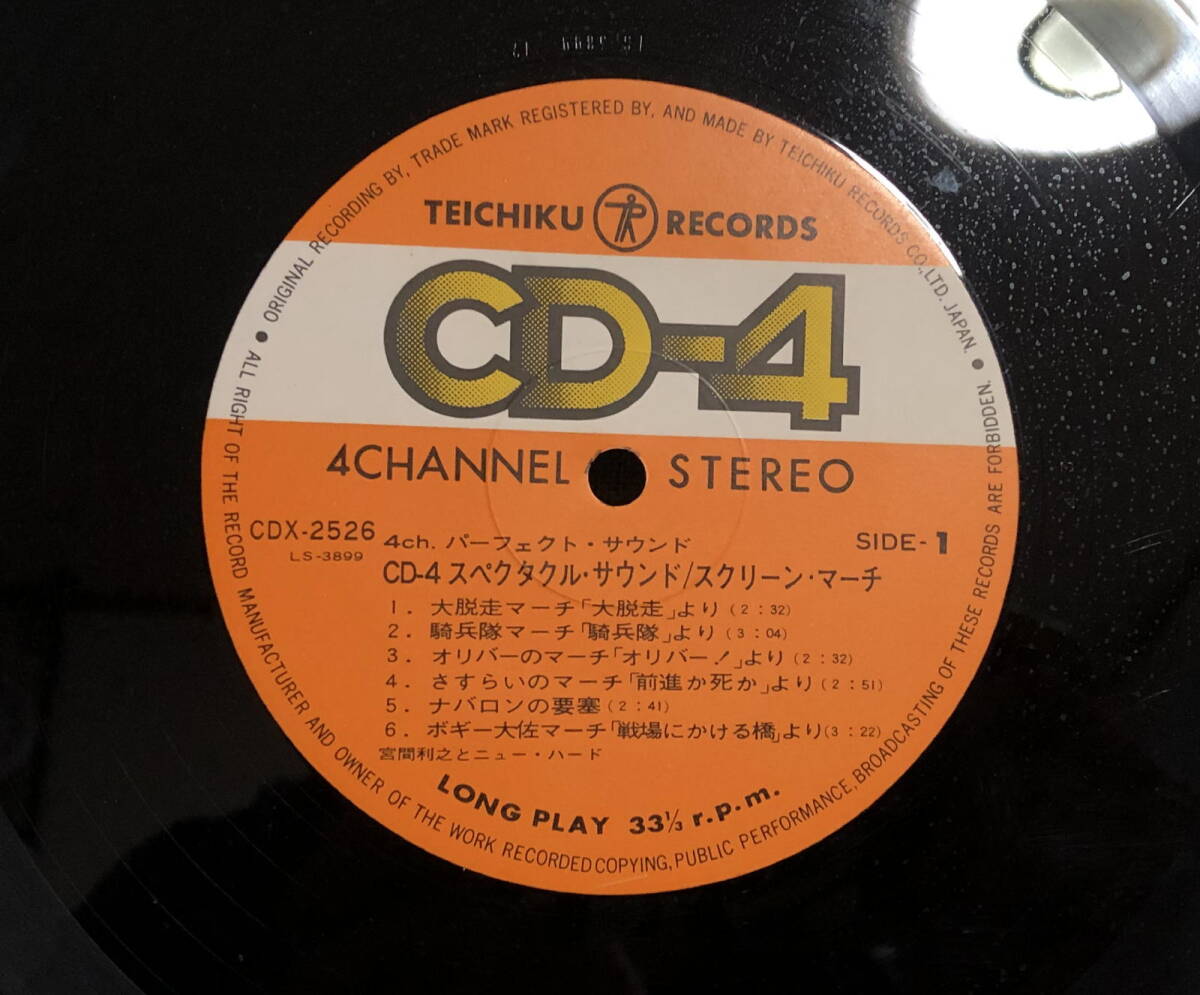 ORIGINAL RECORDING BY, TRADE MARK REGISTERED BY, AND MADE BY TEICHIKU RECORDS CO., LTD. JAPAN.
TEICHIKU RECORDS
CD-4
4CHANNEL STEREO
CDX-2526
LS-3899
SIDE-1
4ch. パーフェクト・サウンド
CD-4 スペクタクル・サウンド/スクリーン・マーチ
1. 大脱走マーチ「大脱走」より(2:32)
2. 騎兵隊マーチ「騎兵隊」より(3:04)
3. オリバーのマーチ「オリバー!」より(2:32)
4. さすらいのマーチ「前進か死か」より(2:51)
5. ナバロンの要塞(2:41)
6. ボギー大佐マーチ「戦場にかける橋」より(3:22)
宮間利之とニュー・ハード
LONG PLAY 33⅓ r.p.m.
ALL RIGHT OF THE RECORD MANUFACTURER AND OWNER OF THE WORK RECORDED COPYING, PUBLIC PERFORMANCE, BROADCASTING OF THESE RECORDS ARE FORBIDDEN.